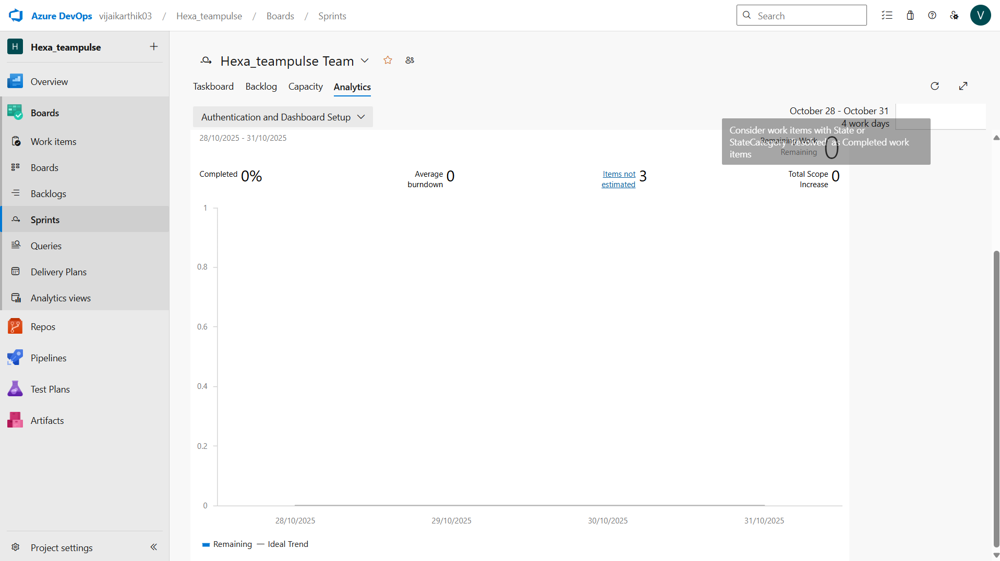 Azure DevOps vijaikarthik03 / Hexa_teampulse / Boards / Sprints
Search
V
H Hexa_teampulse
Overview
Boards
Work items
Boards
Backlogs
Sprints
Queries
Delivery Plans
Analytics views
Repos
Pipelines
Test Plans
Artifacts
Project settings
Hexa_teampulse Team
Taskboard Backlog Capacity Analytics
Authentication and Dashboard Setup
October 28 - October 31
4 work days
28/10/2025 - 31/10/2025
Consider work items with State or
StateCategory 'Resolved' as Completed work
items
Remaining Work
Remaining
0
Completed 0%
Average
burndown 0
Items not
estimated 3
Total Scope
Increase 0
1
0.8
0.6
0.4
0.2
0
28/10/2025 29/10/2025 30/10/2025 31/10/2025
Remaining Ideal Trend